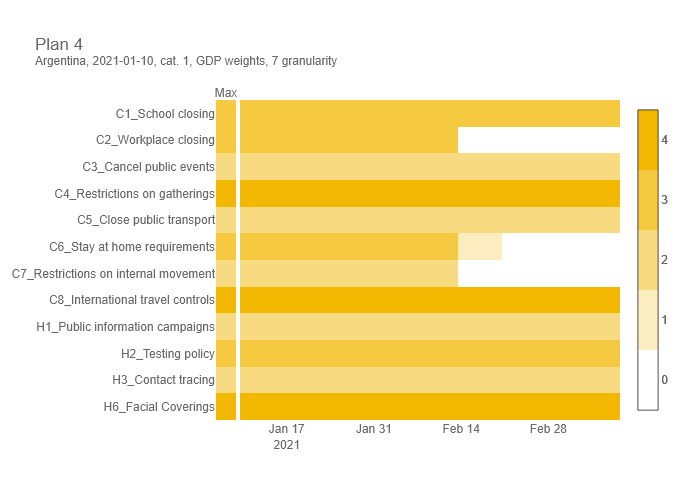 Plan 4
Argentina, 2021-01-10, cat. 1, GDP weights, 7 granularity
Max
C1_School closing
C2_Workplace closing
C3_Cancel public events
C4_Restrictions on gatherings
C5_Close public transport
C6_Stay at home requirements
C7_Restrictions on internal movement
C8_International travel controls
H1_Public information campaigns
H2_Testing policy
H3_Contact tracing
H6_Facial Coverings
Jan 17
2021
Jan 31
Feb 14
Feb 28
4
3
2
1
0